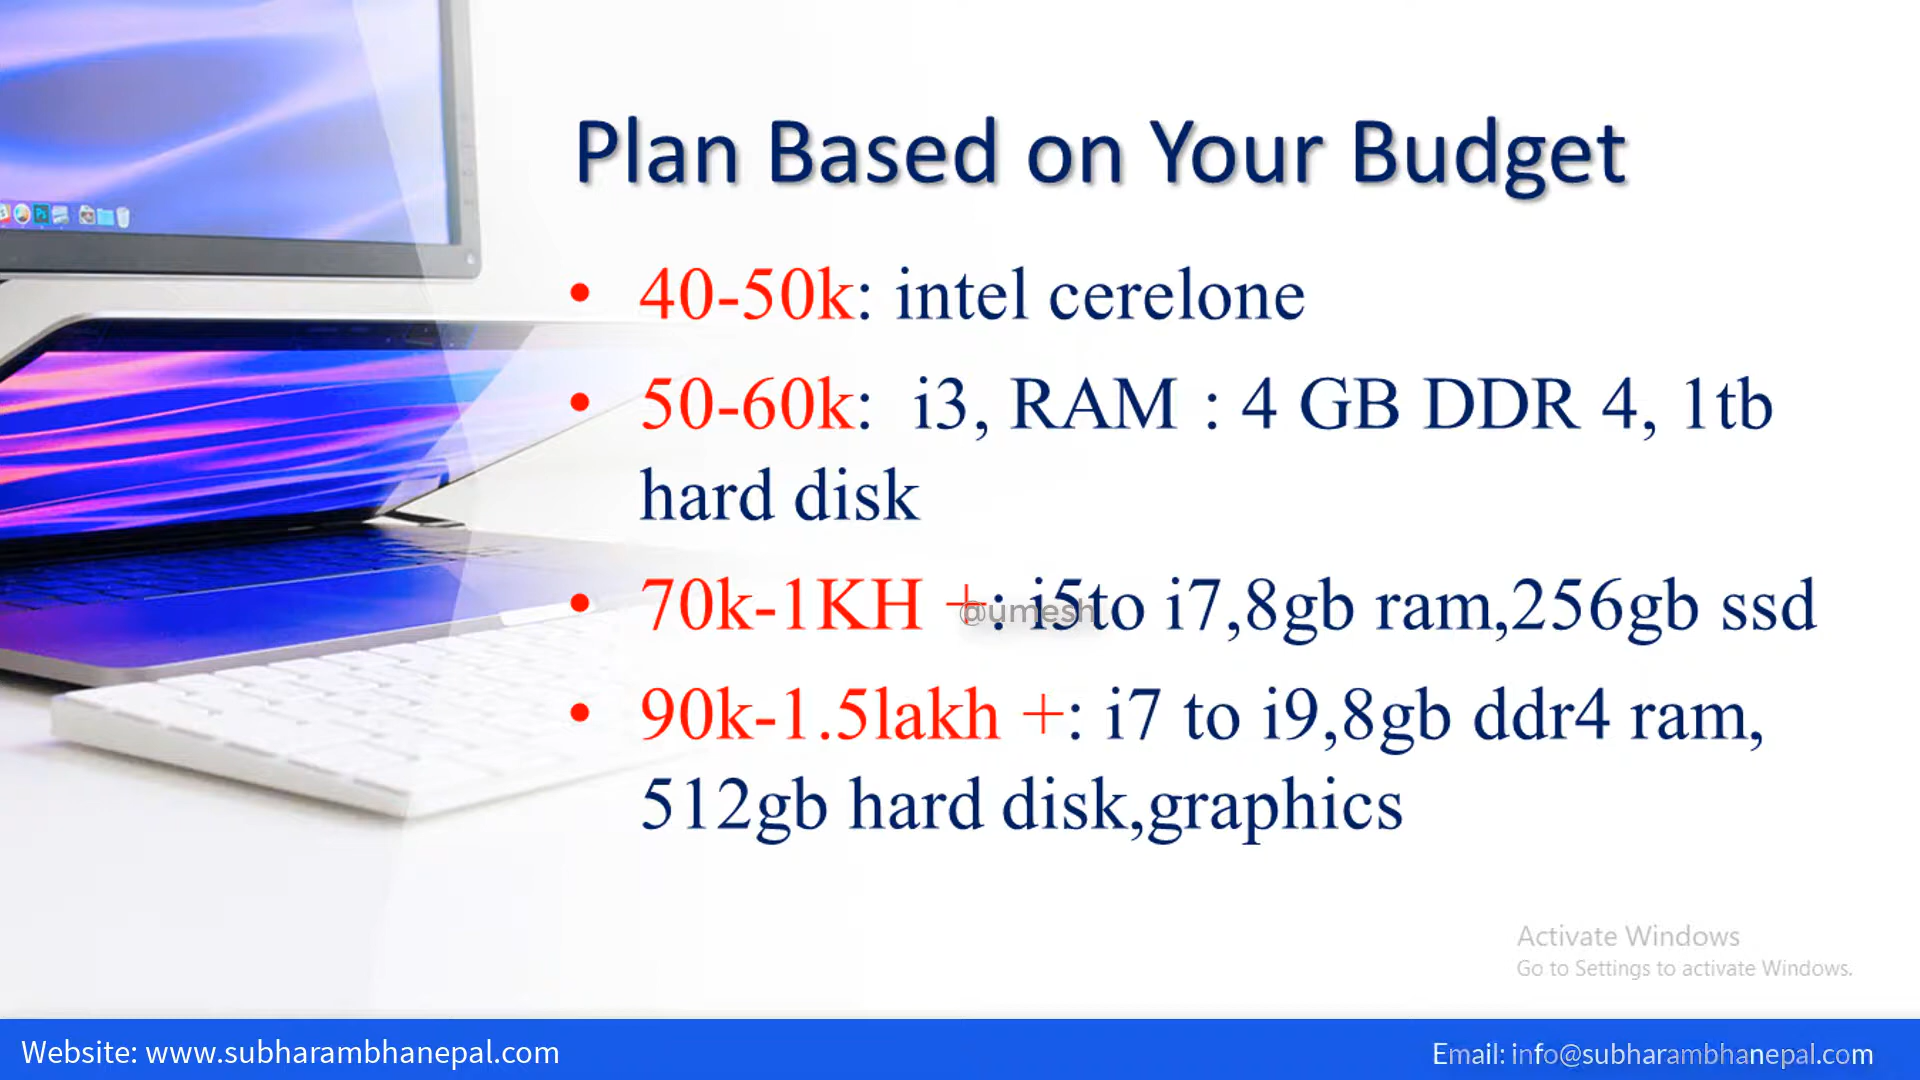 Plan Based on Your Budget
• 40-50k: intel cerelone
• 50-60k: i3, RAM : 4 GB DDR 4, 1tb
hard disk
• 70k-1KH +: i5to i7,8gb ram,256gb ssd
@umesh
• 90k-1.5lakh +: i7 to i9,8gb ddr4 ram,
512gb hard disk,graphics
Activate Windows
Go to Settings to activate Windows.
Website: www.subharambhanepal.com
Email: info@subharambhanepal.com